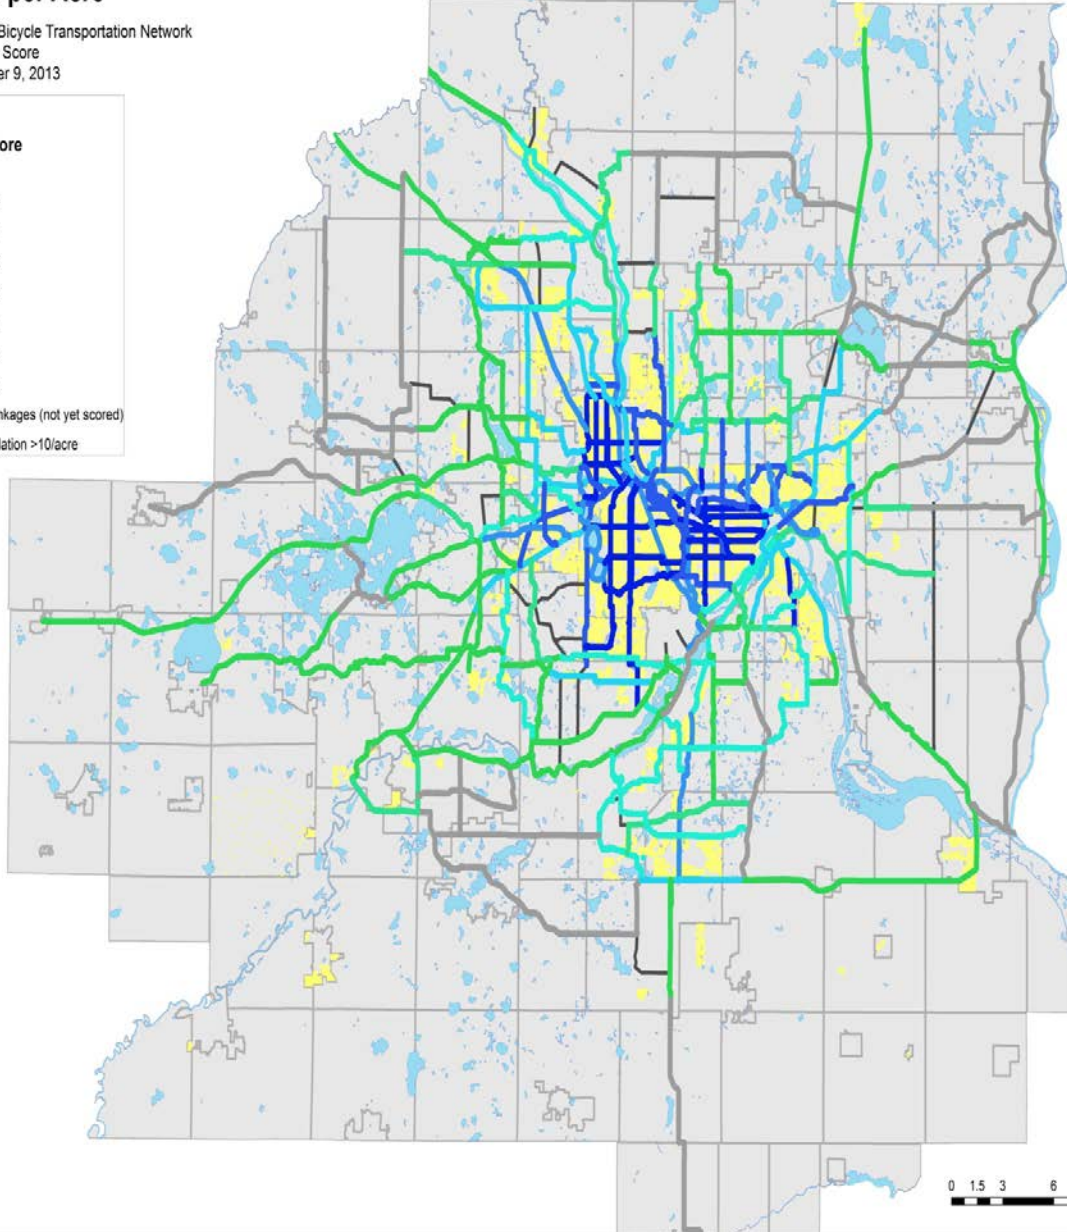 Bicycle Transportation Network
Score
er 9, 2013
ore
nkages (not yet scored)
lation >10/acre
0 1.5 3 6